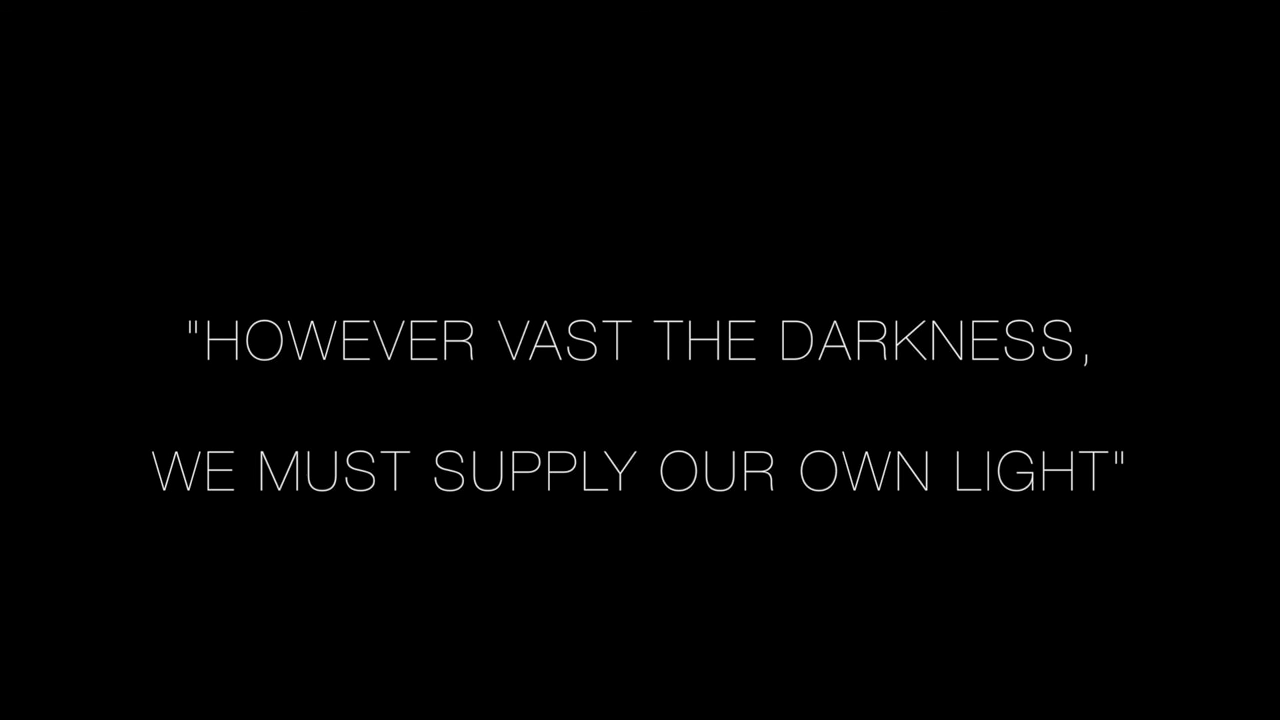 "HOWEVER VAST THE DARKNESS,
WE MUST SUPPLY OUR OWN LIGHT"